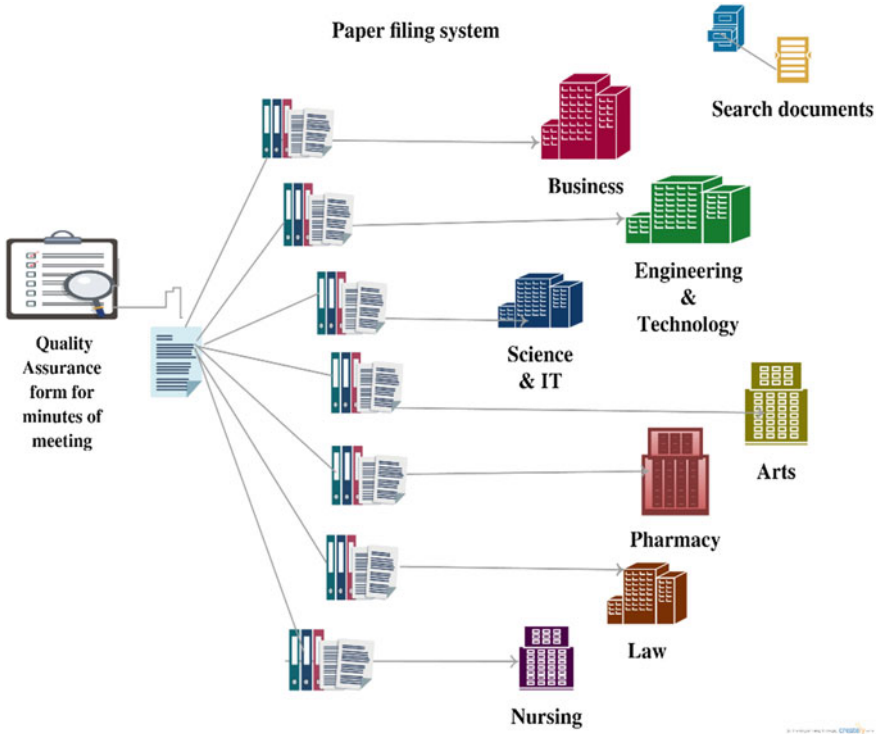 Paper filing system
Search documents
Business
Engineering
&
Technology
Quality
Assurance
form for
minutes of
meeting
Science
& IT
Arts
Pharmacy
Law
Nursing